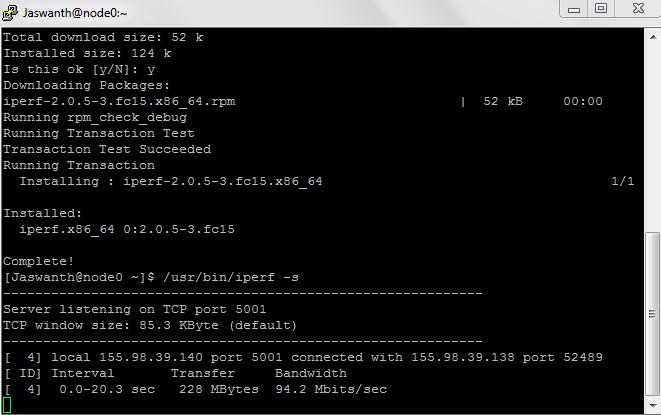 Jaswanth@node0:~
Total download size: 52 k
Installed size: 124 k
Is this ok [y/N]: y
Downloading Packages:
iperf-2.0.5-3.fc15.x86_64.rpm | 52 kB 00:00
Running rpm_check_debug
Running Transaction Test
Transaction Test Succeeded
Running Transaction
Installing : iperf-2.0.5-3.fc15.x86_64 1/1
Installed:
iperf.x86_64 0:2.0.5-3.fc15
Complete!
[Jaswanth@node0 ~]$ /usr/bin/iperf -s
------------------------------------------------------------
Server listening on TCP port 5001
TCP window size: 85.3 KByte (default)
------------------------------------------------------------
[ 4] local 155.98.39.140 port 5001 connected with 155.98.39.138 port 52489
[ ID] Interval Transfer Bandwidth
[ 4] 0.0-20.3 sec 228 MBytes 94.2 Mbits/sec